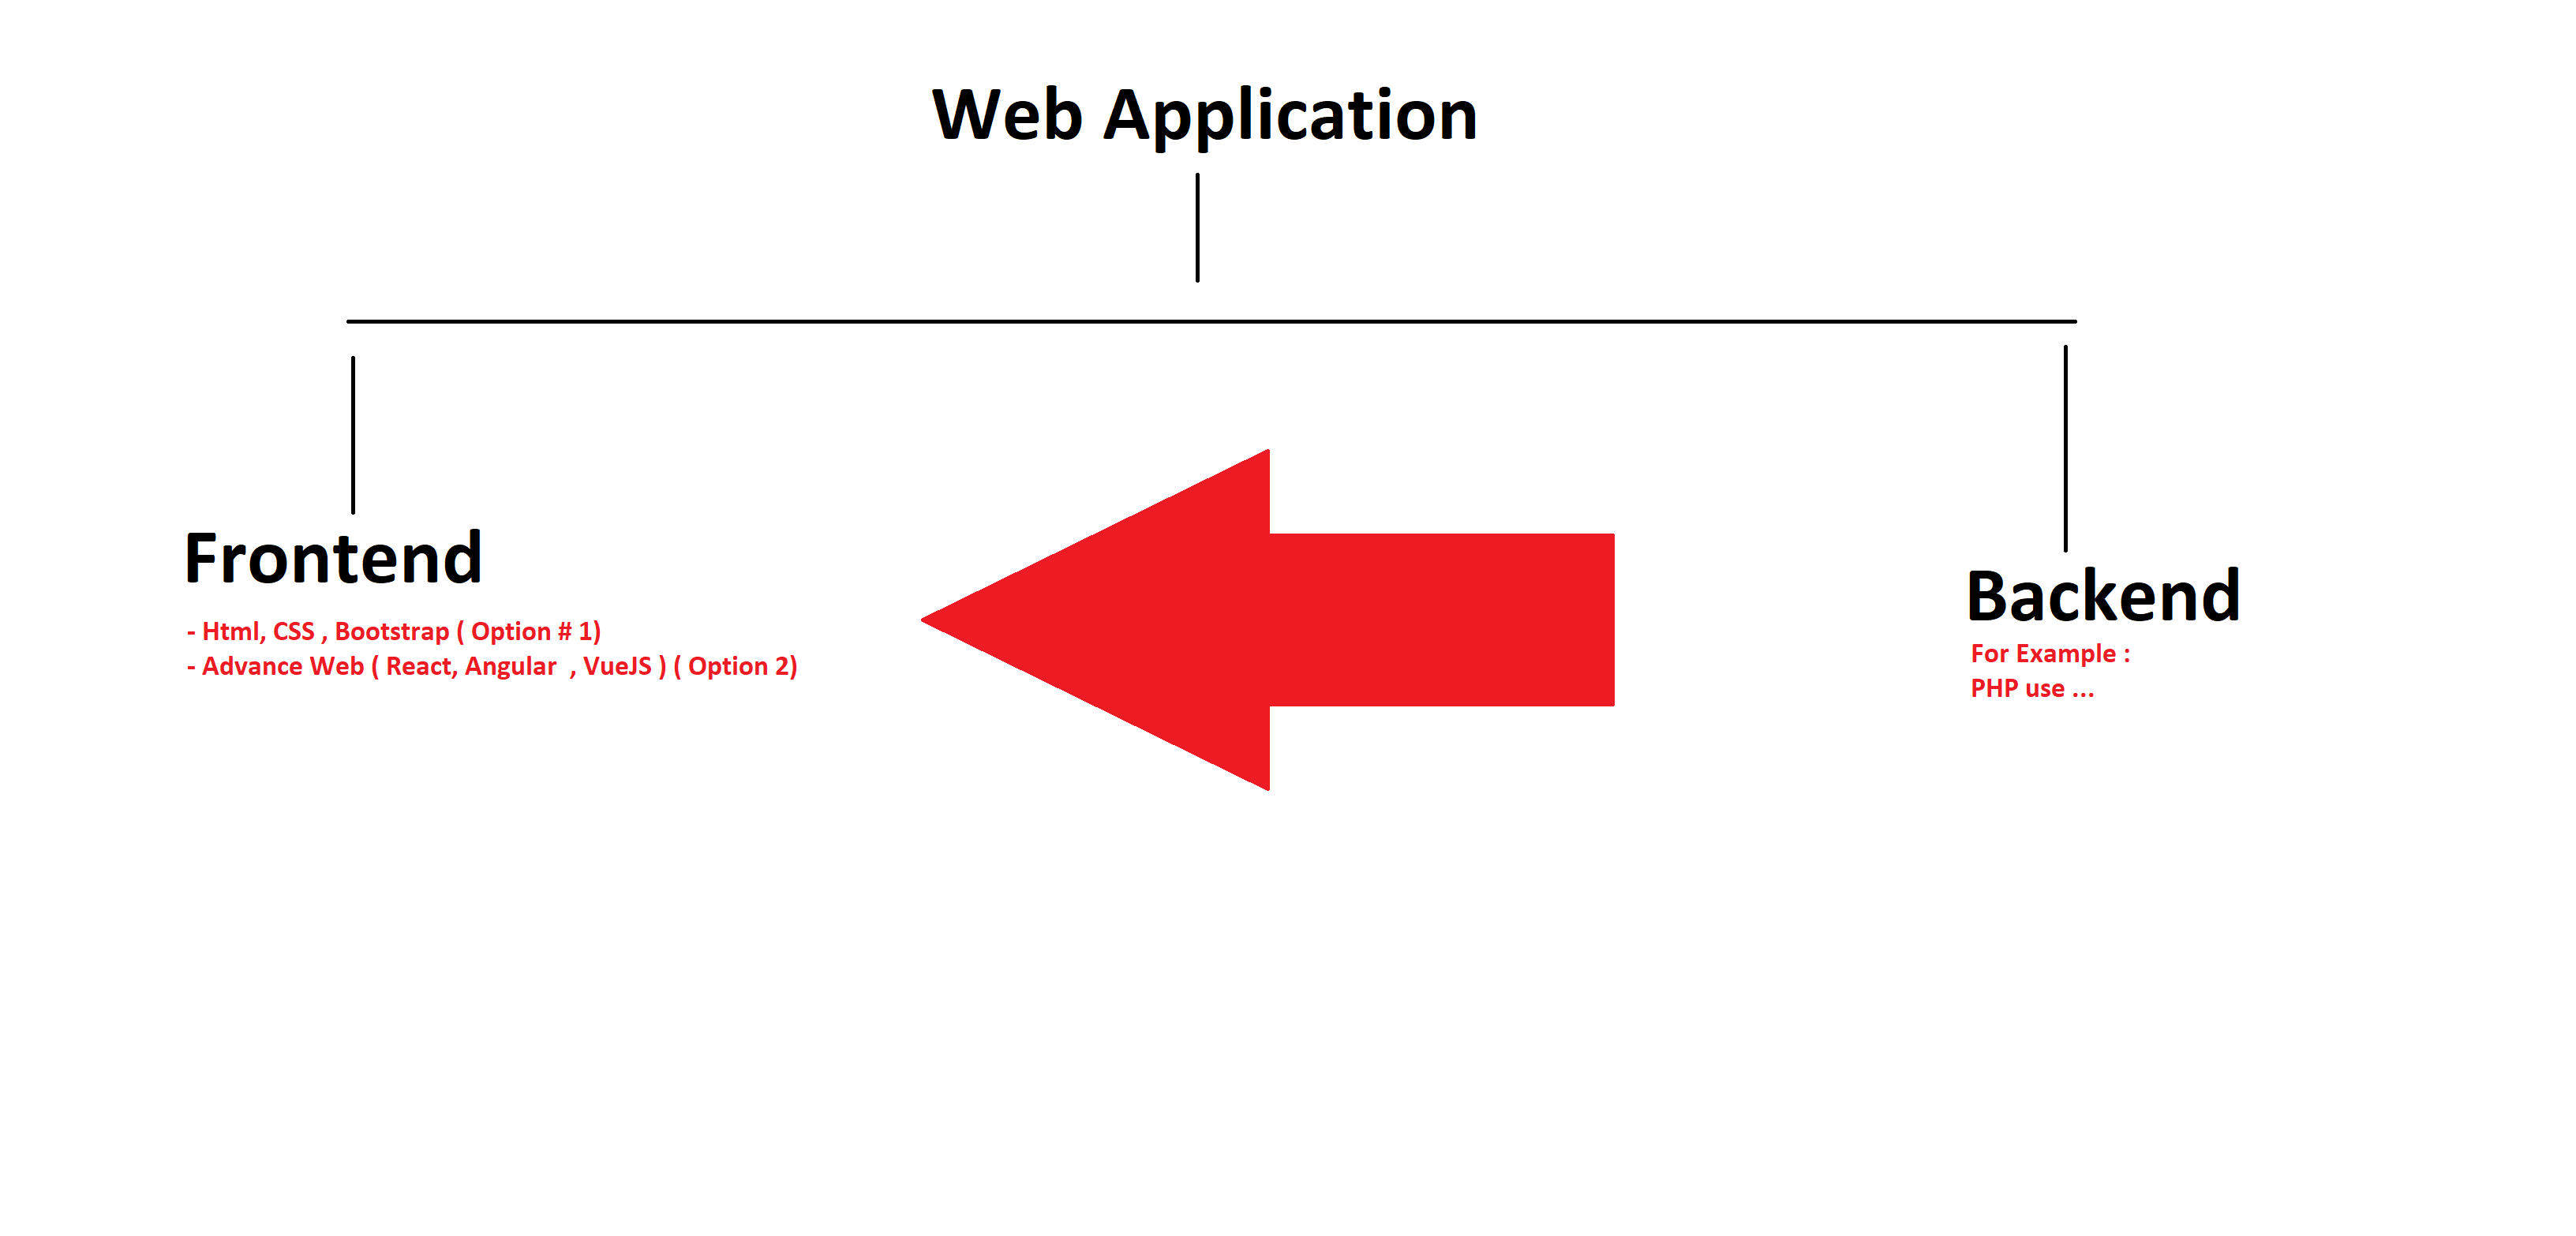 Web Application
Frontend
- Html, CSS , Bootstrap ( Option # 1)
- Advance Web ( React, Angular  , VueJS ) ( Option 2)
Backend
For Example :
PHP use ...